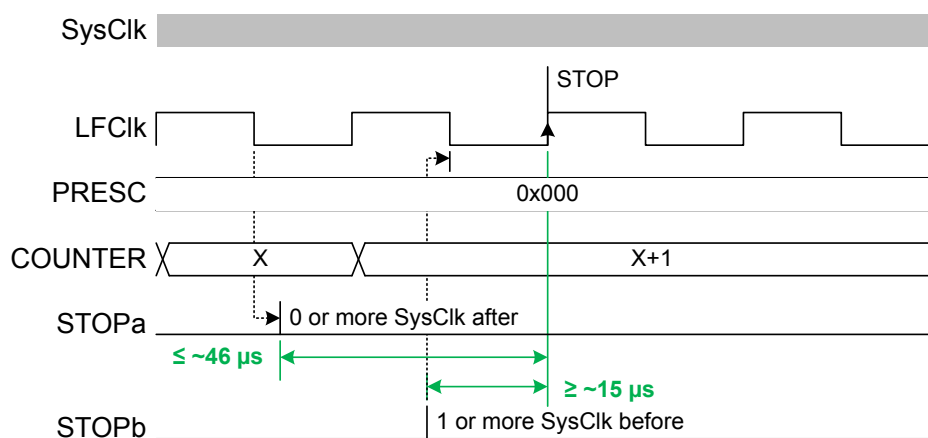 SysClk
STOP
LFClk
PRESC
0x000
COUNTER
X
X+1
STOPa
0 or more SysClk after
≤ ~46 µs
≥ ~15 µs
STOPb
1 or more SysClk before